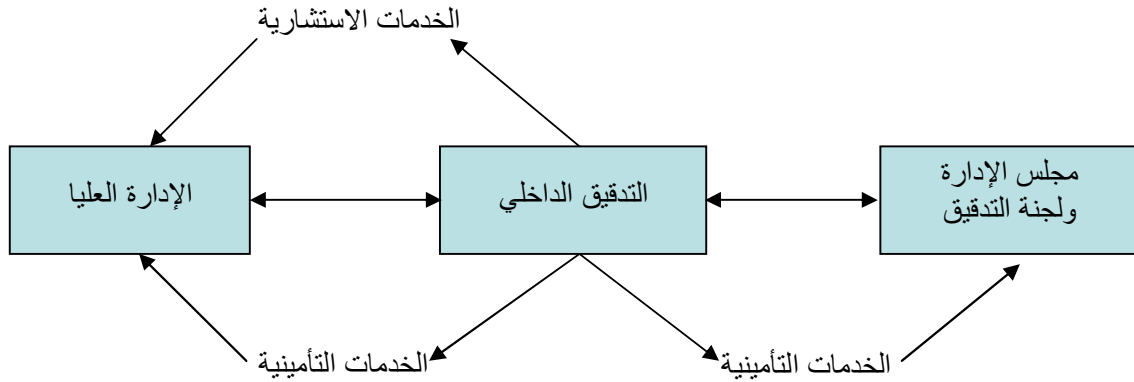 الخدمات الاستشارية
مجلس الإدارة
ولجنة التدقيق
التدقيق الداخلي
الإدارة العليا
الخدمات التأمينية
الخدمات التأمينية